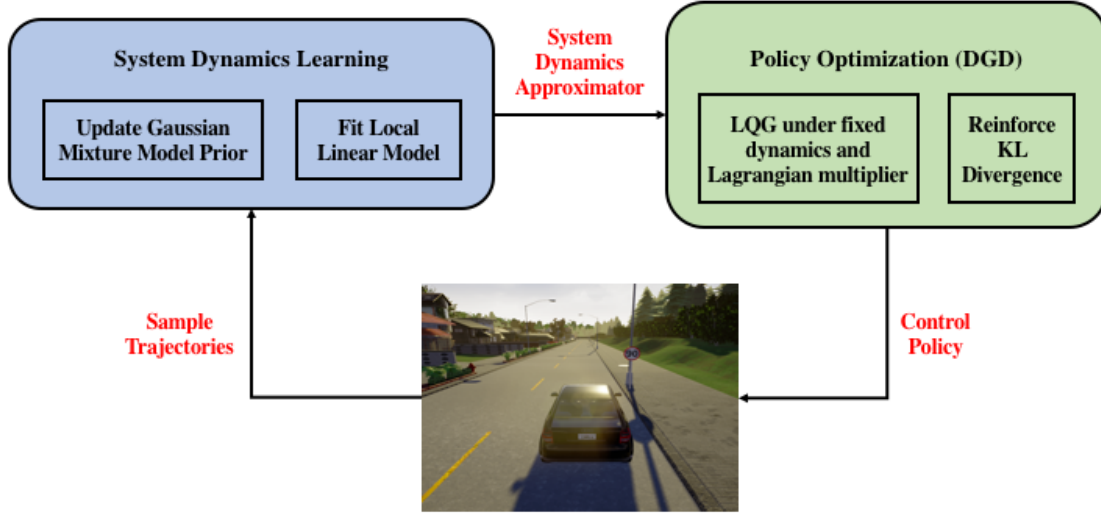 System Dynamics Learning
Update Gaussian
Mixture Model Prior
Fit Local
Linear Model
System
Dynamics
Approximator
Policy Optimization (DGD)
LQG under fixed
dynamics and
Lagrangian multiplier
Reinforce
KL
Divergence
Sample
Trajectories
90
Control
Policy